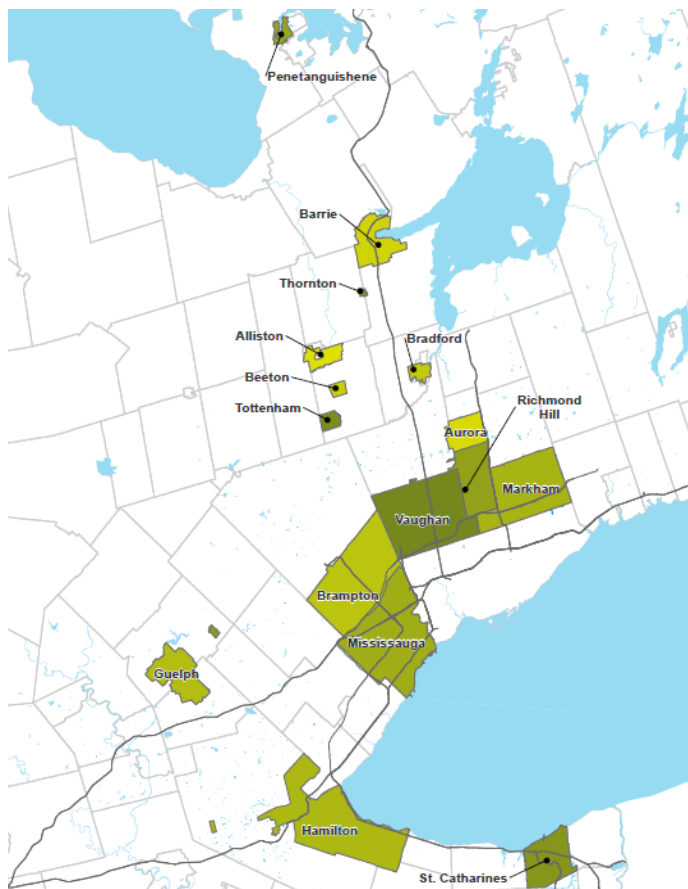 Penetanguishene
Barrie
Thornton
Alliston
Bradford
Beeton
Richmond
Hill
Tottenham
Aurora
Markham
Vaughan
Brampton
Mississauga
Guelph
Hamilton
St. Catharines